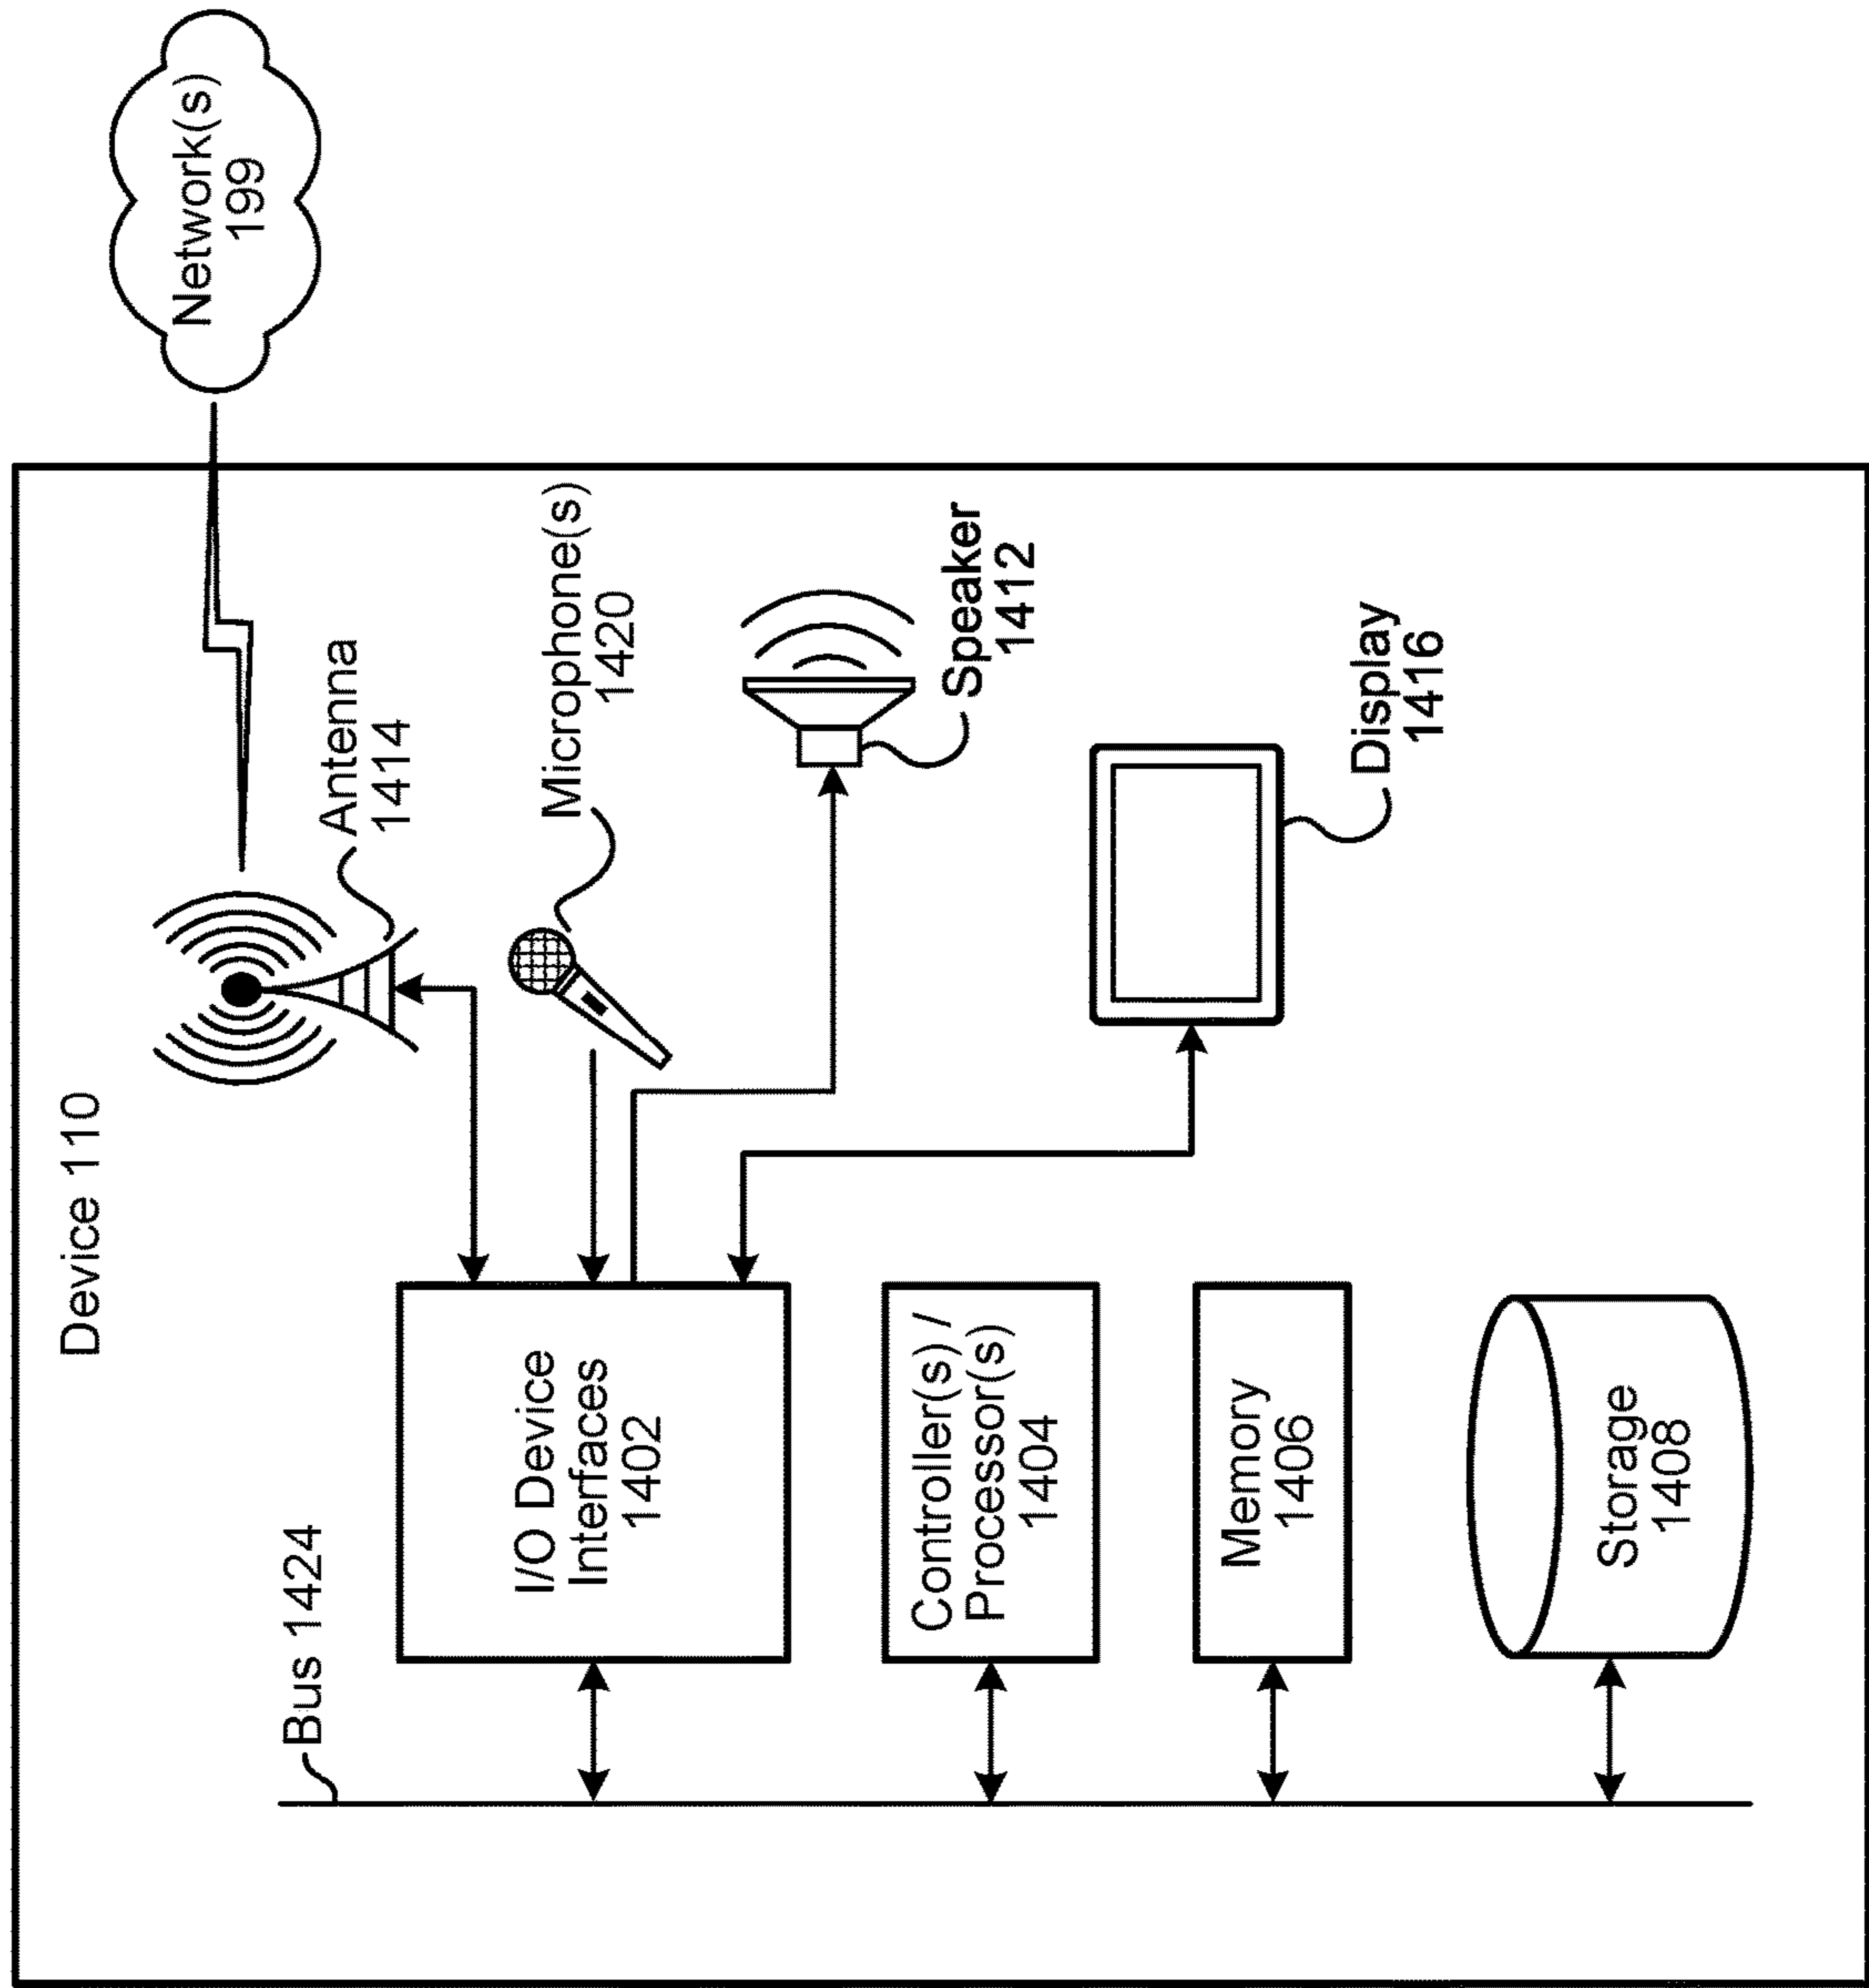 Device 110
Network(s)
199
Antenna
1414
Bus 1424
Microphone(s)
1420
I/O Device
Interfaces
1402
Speaker
1412
Controller(s) /
Processor(s)
1404
Display
1416
Memory
1406
Storage
1408